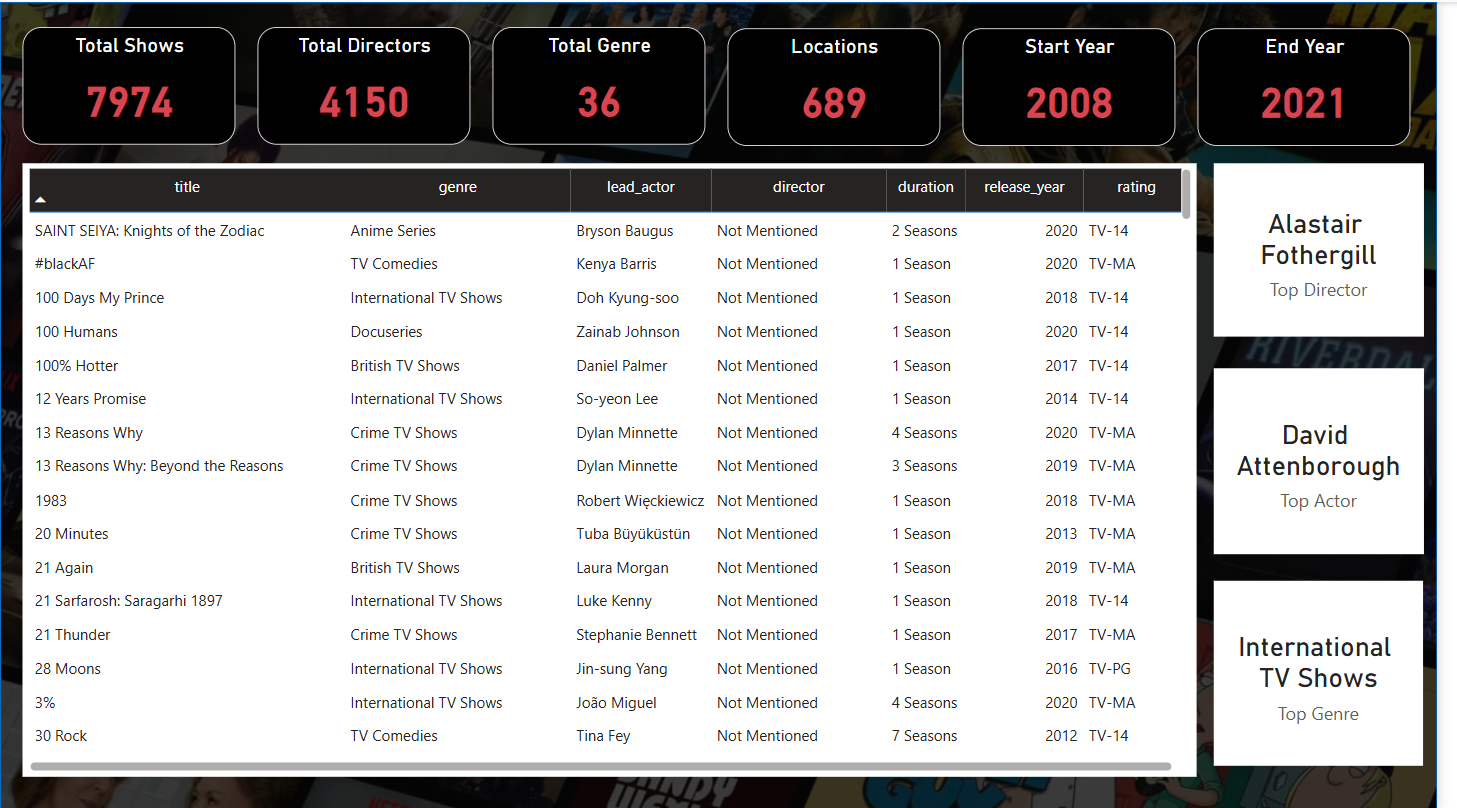 Total Shows
7974
Total Directors
4150
Total Genre
36
Locations
689
Start Year
2008
End Year
2021
title genre lead_actor director duration release_year rating
SAINT SEIYA: Knights of the Zodiac Anime Series Bryson Baugus Not Mentioned 2 Seasons 2020 TV-14
#blackAF TV Comedies Kenya Barris Not Mentioned 1 Season 2020 TV-MA
100 Days My Prince International TV Shows Doh Kyung-soo Not Mentioned 1 Season 2018 TV-14
100 Humans Docuseries Zainab Johnson Not Mentioned 1 Season 2020 TV-14
100% Hotter British TV Shows Daniel Palmer Not Mentioned 1 Season 2017 TV-14
12 Years Promise International TV Shows So-yeon Lee Not Mentioned 1 Season 2014 TV-14
13 Reasons Why Crime TV Shows Dylan Minnette Not Mentioned 4 Seasons 2020 TV-MA
13 Reasons Why: Beyond the Reasons Crime TV Shows Dylan Minnette Not Mentioned 3 Seasons 2019 TV-MA
1983 Crime TV Shows Robert Więckiewicz Not Mentioned 1 Season 2018 TV-MA
20 Minutes Crime TV Shows Tuba Büyüküstün Not Mentioned 1 Season 2013 TV-MA
21 Again British TV Shows Laura Morgan Not Mentioned 1 Season 2019 TV-MA
21 Sarfarosh: Saragarhi 1897 International TV Shows Luke Kenny Not Mentioned 1 Season 2018 TV-14
21 Thunder Crime TV Shows Stephanie Bennett Not Mentioned 1 Season 2017 TV-MA
28 Moons International TV Shows Jin-sung Yang Not Mentioned 1 Season 2016 TV-PG
3% International TV Shows João Miguel Not Mentioned 4 Seasons 2020 TV-MA
30 Rock TV Comedies Tina Fey Not Mentioned 7 Seasons 2012 TV-14
Alastair
Fothergill
Top Director
RIVERDAL
David
Attenborough
Top Actor
International
TV Shows
Top Genre